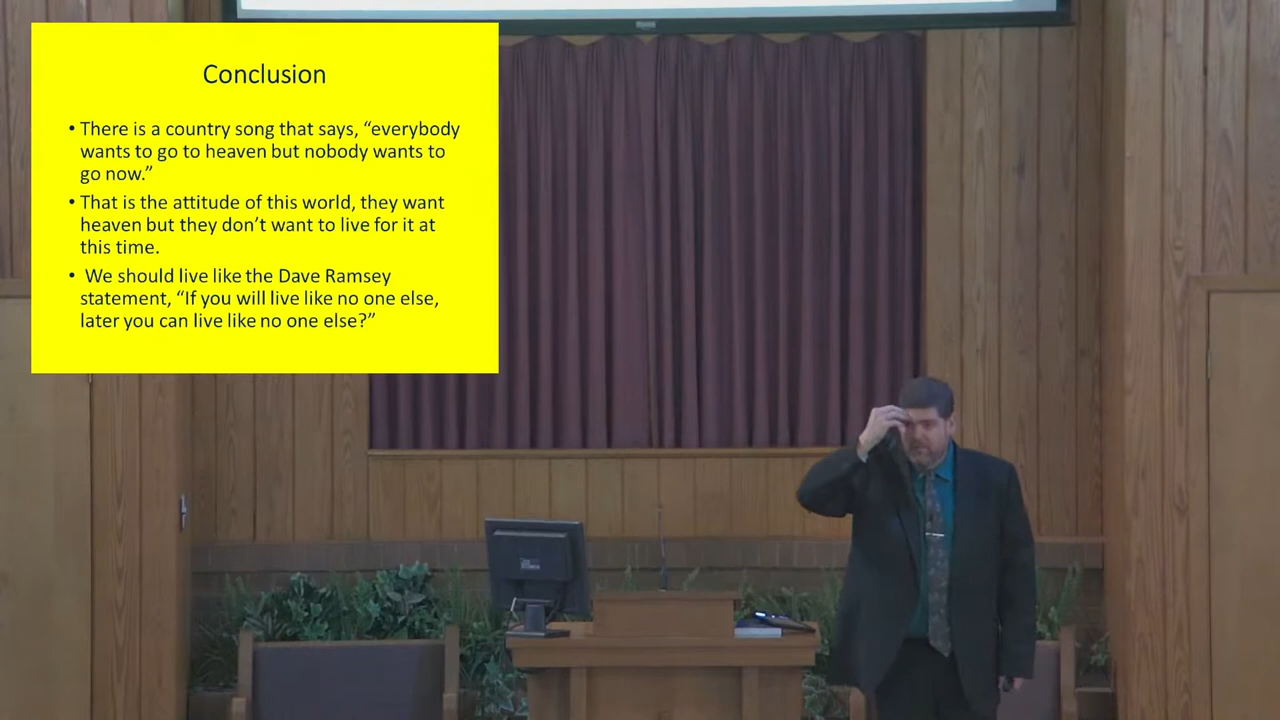 Conclusion
• There is a country song that says, “everybody
wants to go to heaven but nobody wants to
go now.”
• That is the attitude of this world, they want
heaven but they don’t want to live for it at
this time.
• We should live like the Dave Ramsey
statement, “If you will live like no one else,
later you can live like no one else?”